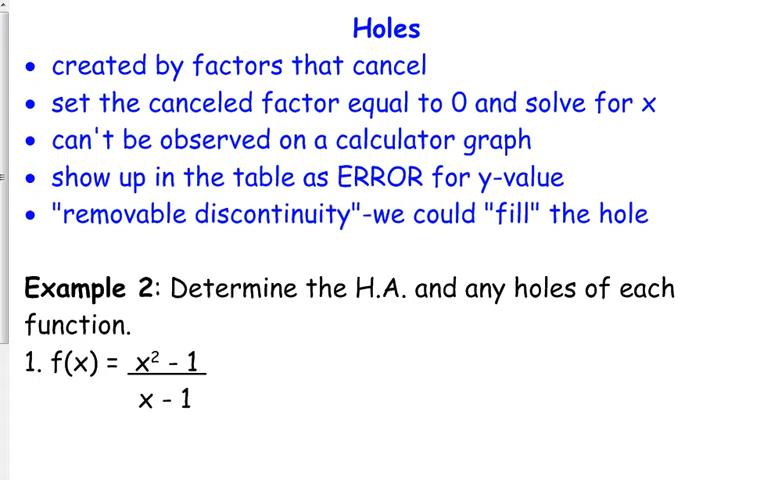 Holes
• created by factors that cancel
• set the canceled factor equal to 0 and solve for x
• can't be observed on a calculator graph
• show up in the table as ERROR for y-value
• "removable discontinuity"-we could "fill" the hole
Example 2: Determine the H.A. and any holes of each
function.
1. f(x) = x² - 1
x - 1